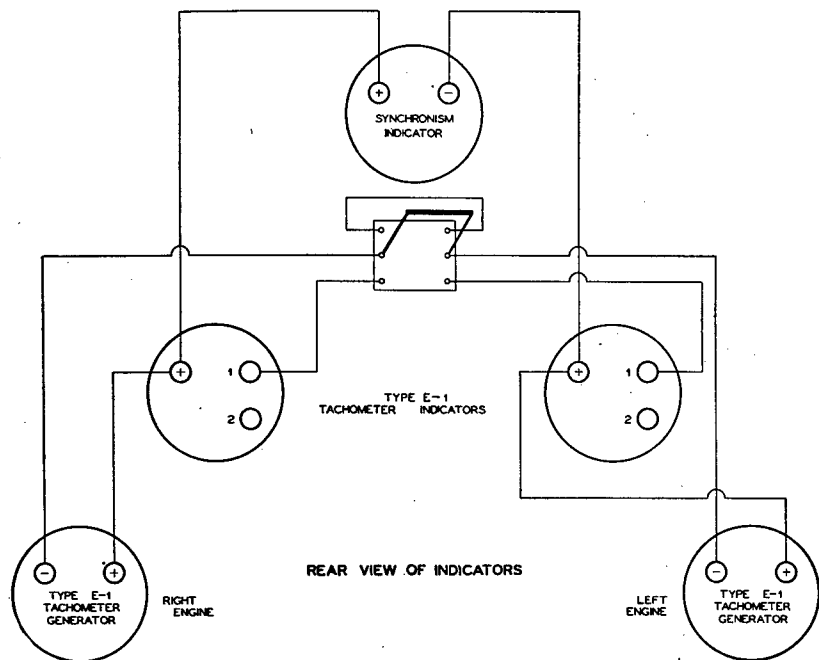 + −
SYNCHRONISM
INDICATOR
+ 1
2
TYPE E-1
TACHOMETER INDICATORS
+ 1
2
REAR VIEW OF INDICATORS
− +
TYPE E-1
TACHOMETER
GENERATOR
RIGHT
ENGINE
LEFT
ENGINE
− +
TYPE E-1
TACHOMETER
GENERATOR